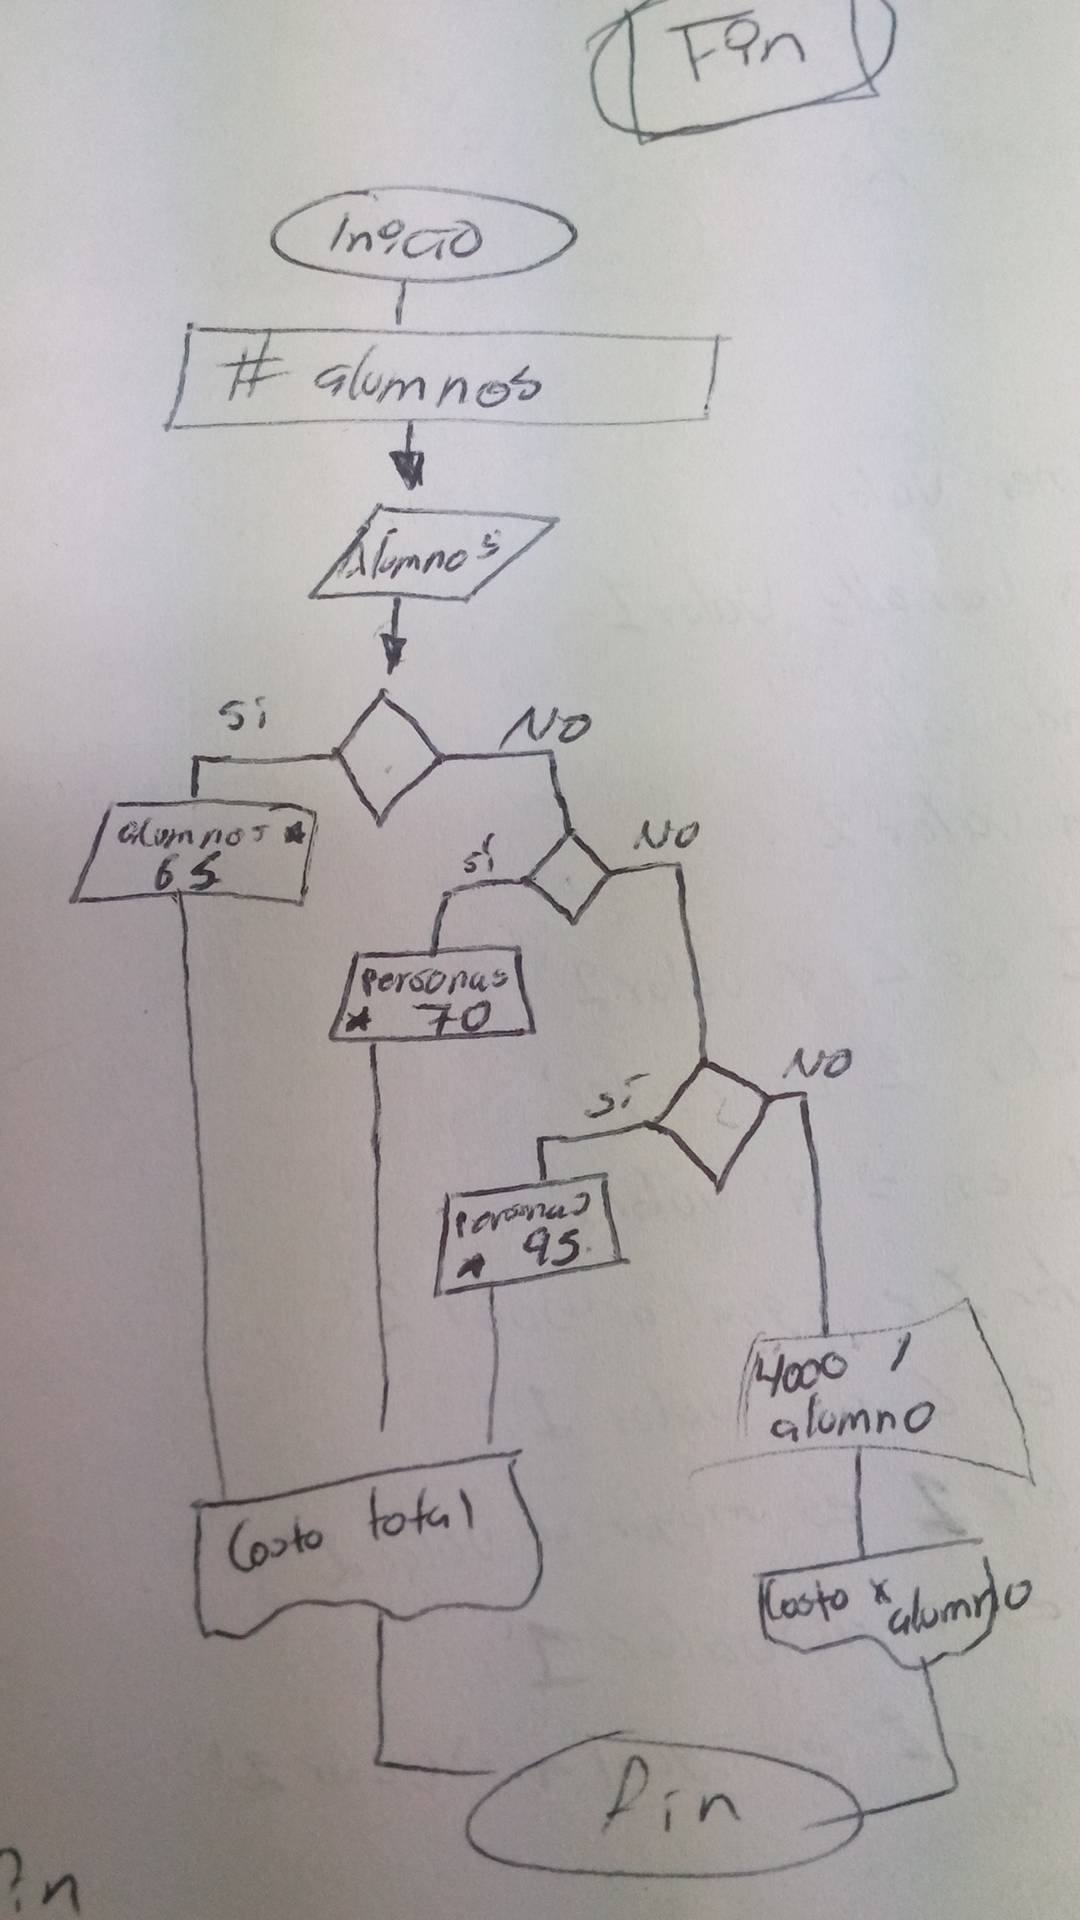 Fin
Inicio
# alumnos
Alumnos
Si
NO
alumnos *
65
si
NO
personas
* 70
si
NO
personas
* 95
4000 /
alumno
Costo total
Costo * alumno
Fin
in